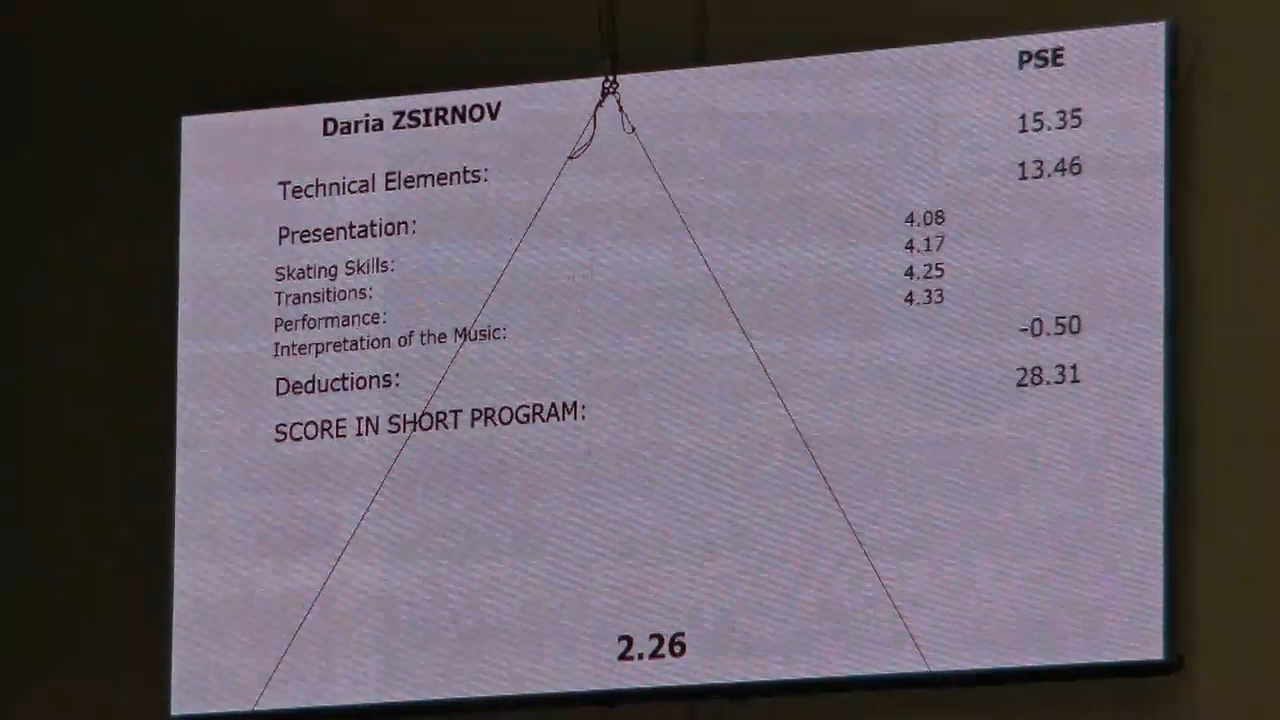 Daria ZSIRNOV PSE
Technical Elements: 15.35
Presentation: 13.46
Skating Skills: 4.08
Transitions: 4.17
Performance: 4.25
Interpretation of the Music: 4.33
Deductions: -0.50
SCORE IN SHORT PROGRAM: 28.31
2.26